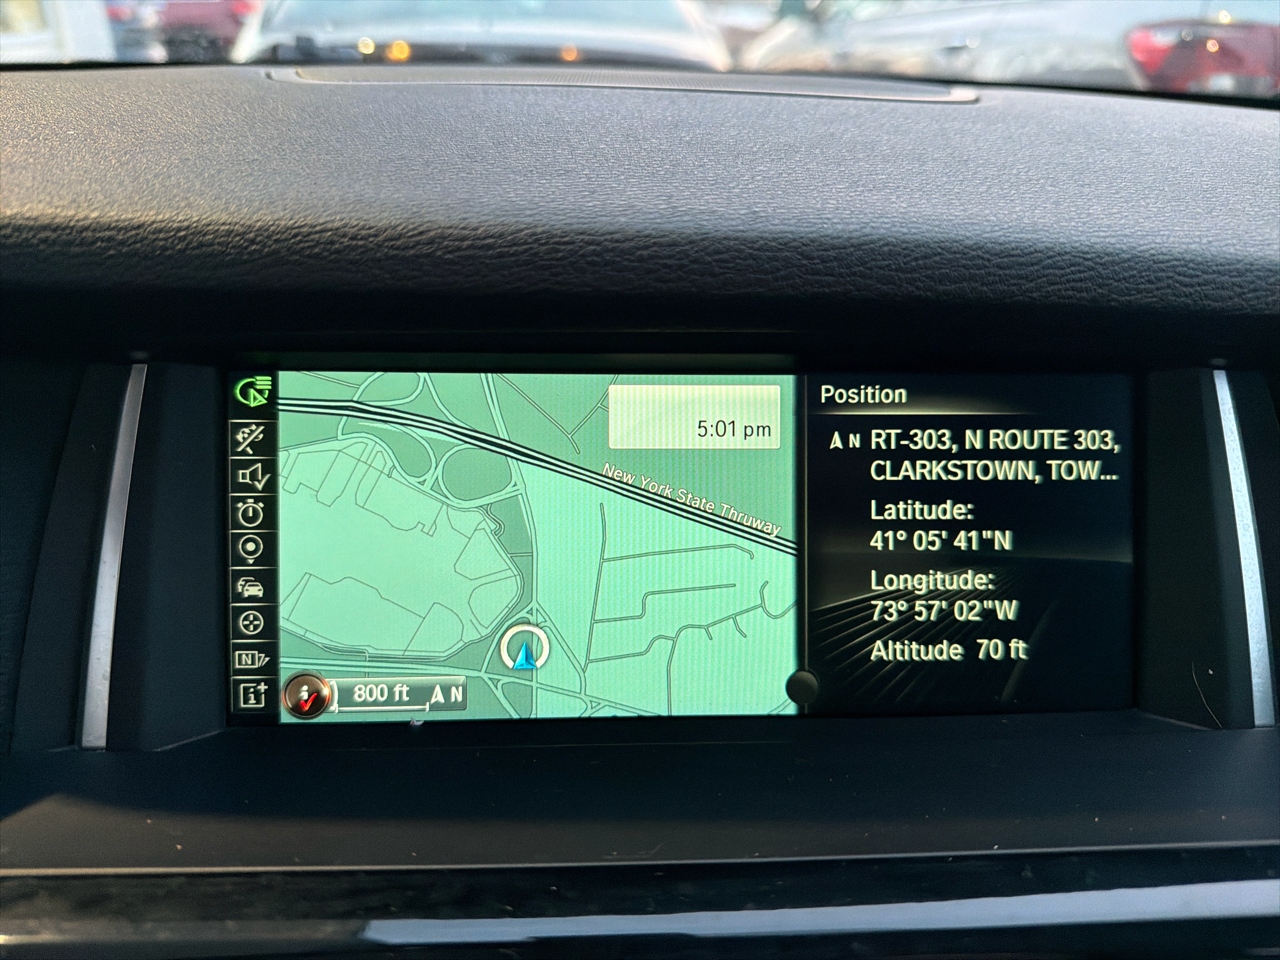 5:01 pm
New York State Thruway
800 ft
N
N
Position
N RT-303, N ROUTE 303,
CLARKSTOWN, TOW...
Latitude:
41° 05' 41"N
Longitude:
73° 57' 02"W
Altitude 70 ft